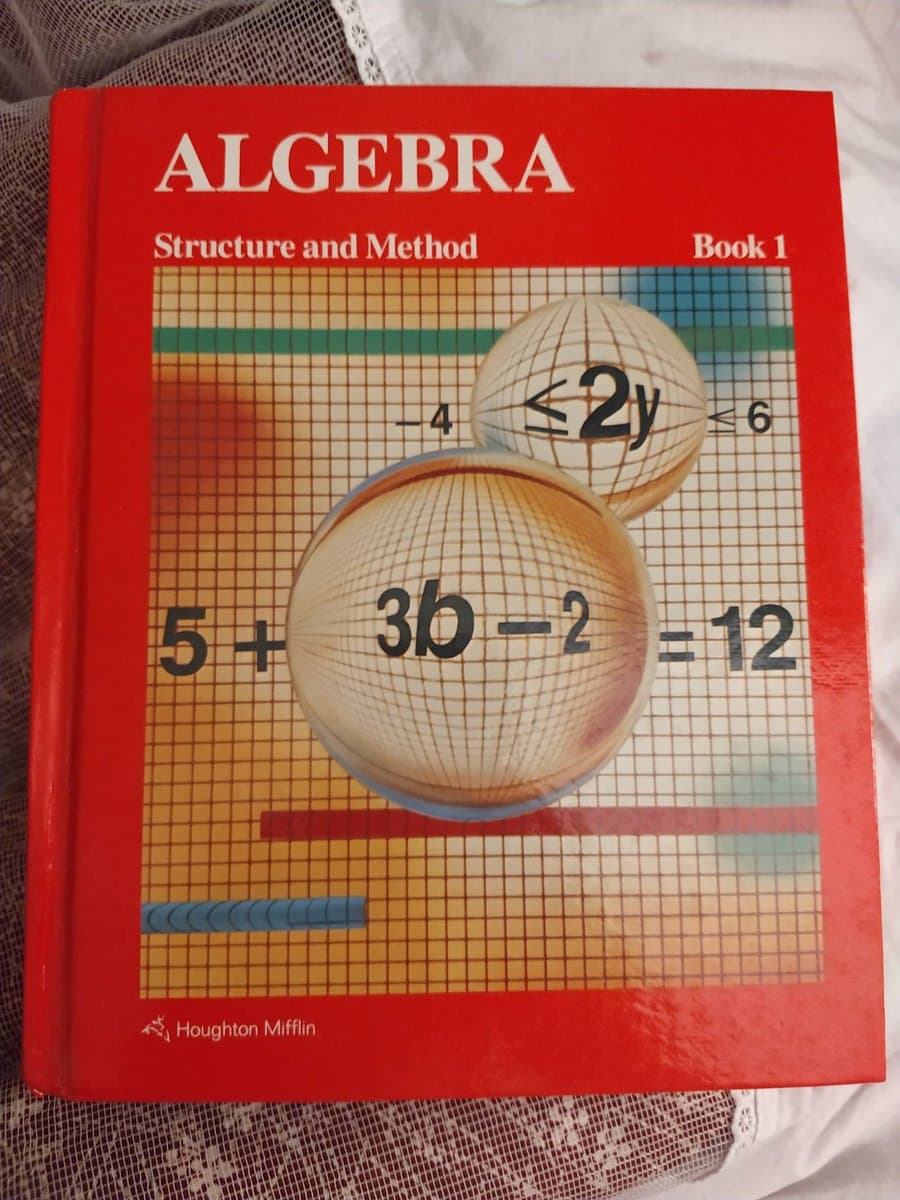 ALGEBRA
Structure and Method Book 1
-4 ≤2y ≤6
5 + 3b - 2 = 12
Houghton Mifflin